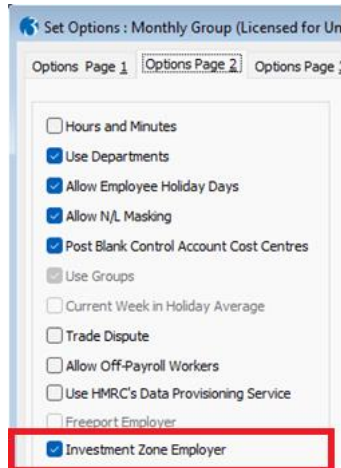 Set Options : Monthly Group (Licensed for Un
Options Page 1 Options Page 2 Options Page
Hours and Minutes
Use Departments
Allow Employee Holiday Days
Allow N/L Masking
Post Blank Control Account Cost Centres
Use Groups
Current Week in Holiday Average
Trade Dispute
Allow Off-Payroll Workers
Use HMRC's Data Provisioning Service
Freeport Employer
Investment Zone Employer